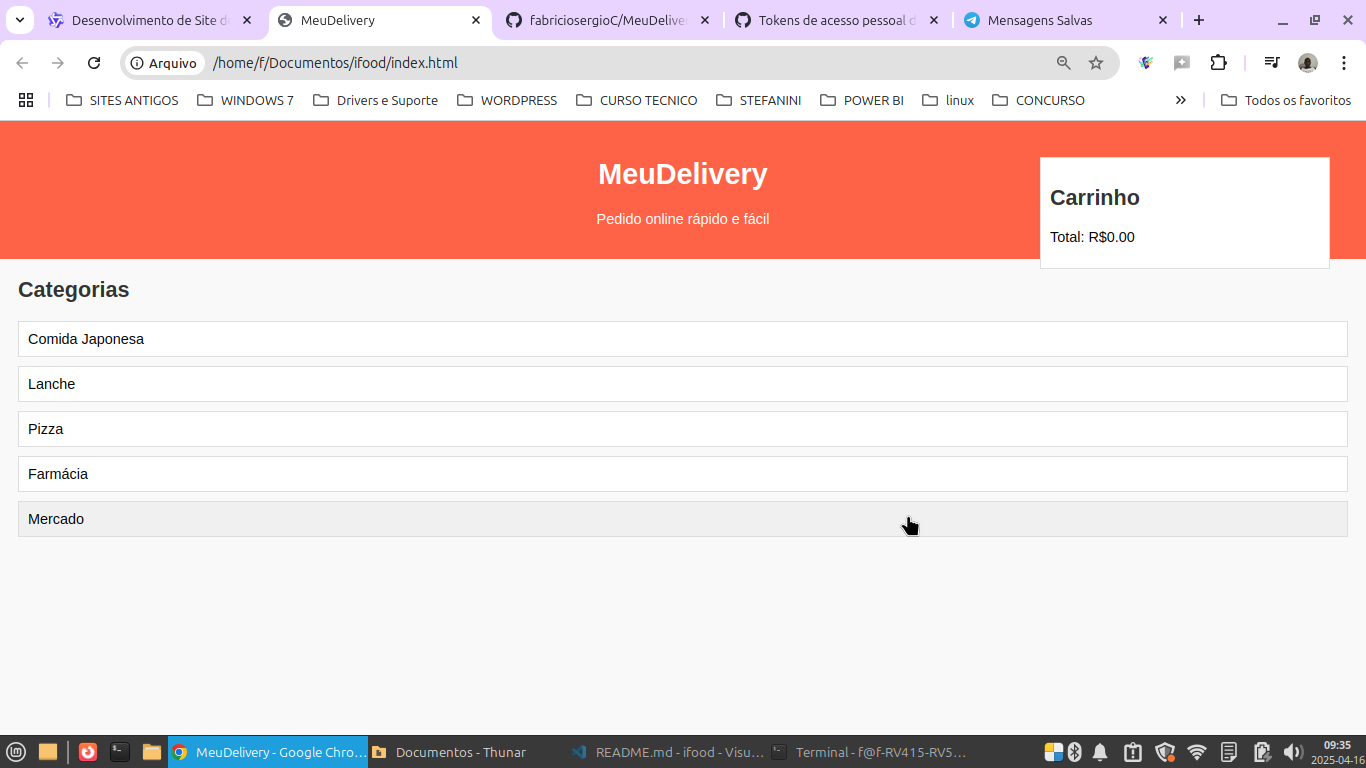 Desenvolvimento de Site d
MeuDelivery
fabriciosergioC/MeuDelive
Tokens de acesso pessoal d
Mensagens Salvas
Arquivo
/home/f/Documentos/ifood/index.html
SITES ANTIGOS
WINDOWS 7
Drivers e Suporte
WORDPRESS
CURSO TECNICO
STEFANINI
POWER BI
linux
CONCURSO
Todos os favoritos
MeuDelivery
Pedido online rápido e fácil
Carrinho
Total: R$0.00
Categorias
Comida Japonesa
Lanche
Pizza
Farmácia
Mercado
MeuDelivery - Google Chro...
Documentos - Thunar
README.md - ifood - Visu...
Terminal - f@f-RV415-RV5...
09:35
2025-04-16